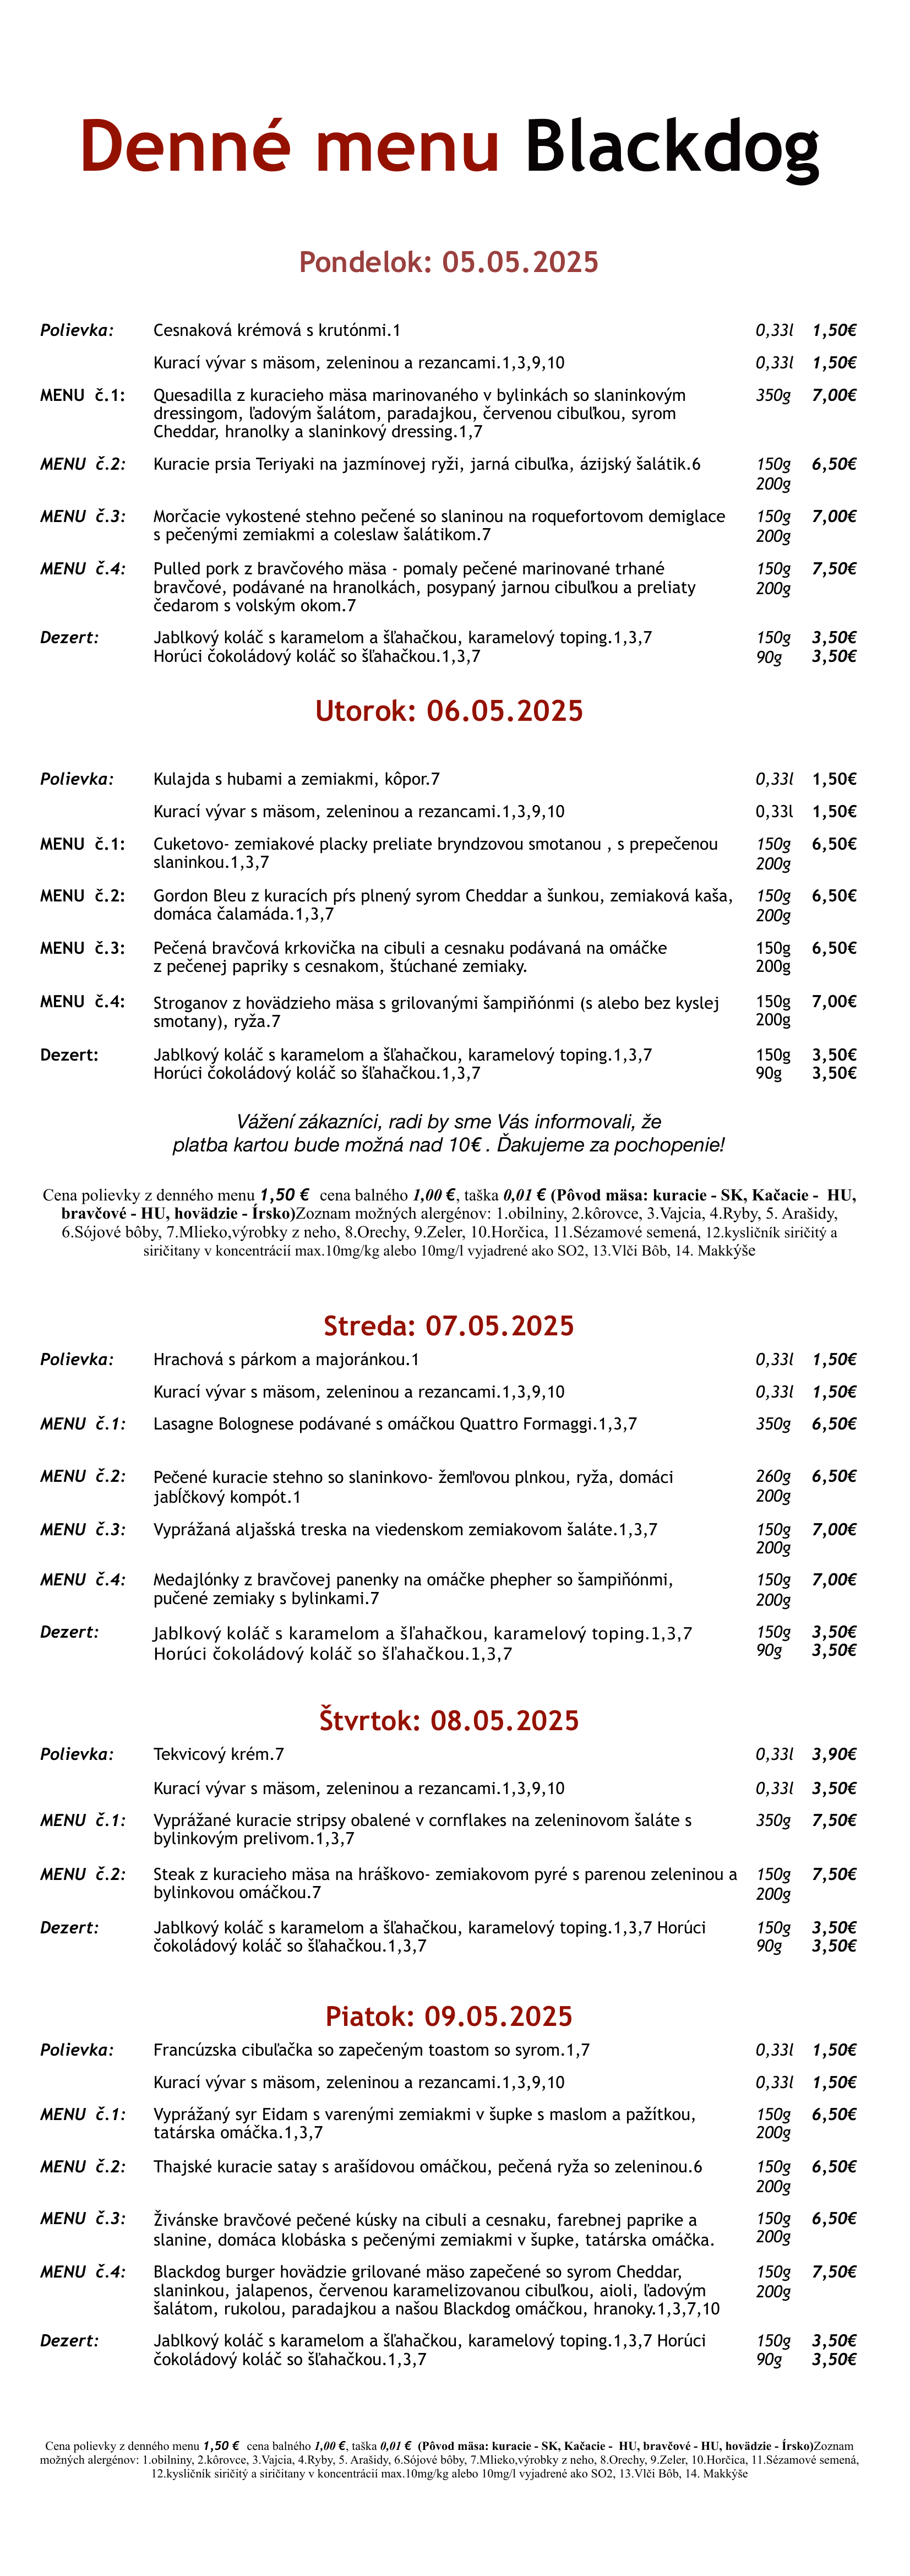 Denné menu Blackdog
Pondelok: 05.05.2025
Polievka: Cesnaková krémová s krutónmi.1 0,33l 1,50€
Kurací vývar s mäsom, zeleninou a rezancami.1,3,9,10 0,33l 1,50€
MENU č.1: Quesadilla z kuracieho mäsa marinovaného v bylinkách so slaninkovým 350g 7,00€
dressingom, ľadovým šalátom, paradajkou, červenou cibuľkou, syrom
Cheddar, hranolky a slaninkový dressing.1,7
MENU č.2: Kuracie prsia Teriyaki na jazmínovej ryži, jarná cibuľka, ázijský šalátik.6 150g 6,50€
200g
MENU č.3: Morčacie vykostené stehno pečené so slaninou na roquefortovom demiglace 150g 7,00€
s pečenými zemiakmi a coleslaw šalátikom.7 200g
MENU č.4: Pulled pork z bravčového mäsa - pomaly pečené marinované trhané 150g 7,50€
bravčové, podávané na hranolkách, posypaný jarnou cibuľkou a preliaty 200g
čedarom s volským okom.7
Dezert: Jablkový koláč s karamelom a šľahačkou, karamelový toping.1,3,7 150g 3,50€
Horúci čokoládový koláč so šľahačkou.1,3,7 90g 3,50€
Utorok: 06.05.2025
Polievka: Kulajda s hubami a zemiakmi, kôpor.7 0,33l 1,50€
Kurací vývar s mäsom, zeleninou a rezancami.1,3,9,10 0,33l 1,50€
MENU č.1: Cuketovo- zemiakové placky preliate bryndzovou smotanou , s prepečenou 150g 6,50€
slaninkou.1,3,7 200g
MENU č.2: Gordon Bleu z kuracích pŕs plnený syrom Cheddar a šunkou, zemiaková kaša, 150g 6,50€
domáca čalamáda.1,3,7 200g
MENU č.3: Pečená bravčová krkovička na cibuli a cesnaku podávaná na omáčke 150g 6,50€
z pečenej papriky s cesnakom, štúchané zemiaky. 200g
MENU č.4: Stroganov z hovädzieho mäsa s grilovanými šampiňónmi (s alebo bez kyslej 150g 7,00€
smotany), ryža.7 200g
Dezert: Jablkový koláč s karamelom a šľahačkou, karamelový toping.1,3,7 150g 3,50€
Horúci čokoládový koláč so šľahačkou.1,3,7 90g 3,50€
Vážení zákazníci, radi by sme Vás informovali, že
platba kartou bude možná nad 10€ . Ďakujeme za pochopenie!
Cena polievky z denného menu 1,50 € cena balného 1,00 €, taška 0,01 € (Pôvod mäsa: kuracie - SK, Kačacie - HU,
bravčové - HU, hovädzie - Írsko)Zoznam možných alergénov: 1.obilniny, 2.kôrovce, 3.Vajcia, 4.Ryby, 5. Arašidy,
6.Sójové bôby, 7.Mlieko,výrobky z neho, 8.Orechy, 9.Zeler, 10.Horčica, 11.Sézamové semená, 12.kysličník siričitý a
siričitany v koncentrácií max.10mg/kg alebo 10mg/l vyjadrené ako SO2, 13.Vlči Bôb, 14. Makkýše
Streda: 07.05.2025
Polievka: Hrachová s párkom a majoránkou.1 0,33l 1,50€
Kurací vývar s mäsom, zeleninou a rezancami.1,3,9,10 0,33l 1,50€
MENU č.1: Lasagne Bolognese podávané s omáčkou Quattro Formaggi.1,3,7 350g 6,50€
MENU č.2: Pečené kuracie stehno so slaninkovo- žemľovou plnkou, ryža, domáci 260g 6,50€
jabĺčkový kompót.1 200g
MENU č.3: Vyprážaná aljašská treska na viedenskom zemiakovom šaláte.1,3,7 150g 7,00€
200g
MENU č.4: Medajlónky z bravčovej panenky na omáčke phepher so šampiňónmi, 150g 7,00€
pučené zemiaky s bylinkami.7 200g
Dezert: Jablkový koláč s karamelom a šľahačkou, karamelový toping.1,3,7 150g 3,50€
Horúci čokoládový koláč so šľahačkou.1,3,7 90g 3,50€
Štvrtok: 08.05.2025
Polievka: Tekvicový krém.7 0,33l 3,90€
Kurací vývar s mäsom, zeleninou a rezancami.1,3,9,10 0,33l 3,50€
MENU č.1: Vyprážané kuracie stripsy obalené v cornflakes na zeleninovom šaláte s 350g 7,50€
bylinkovým prelivom.1,3,7
MENU č.2: Steak z kuracieho mäsa na hráškovo- zemiakovom pyré s parenou zeleninou a 150g 7,50€
bylinkovou omáčkou.7 200g
Dezert: Jablkový koláč s karamelom a šľahačkou, karamelový toping.1,3,7 Horúci 150g 3,50€
čokoládový koláč so šľahačkou.1,3,7 90g 3,50€
Piatok: 09.05.2025
Polievka: Francúzska cibuľačka so zapečeným toastom so syrom.1,7 0,33l 1,50€
Kurací vývar s mäsom, zeleninou a rezancami.1,3,9,10 0,33l 1,50€
MENU č.1: Vyprážaný syr Eidam s varenými zemiakmi v šupke s maslom a pažítkou, 150g 6,50€
tatárska omáčka.1,3,7 200g
MENU č.2: Thajské kuracie satay s arašídovou omáčkou, pečená ryža so zeleninou.6 150g 6,50€
200g
MENU č.3: Živánske bravčové pečené kúsky na cibuli a cesnaku, farebnej paprike a 150g 6,50€
slanine, domáca klobáska s pečenými zemiakmi v šupke, tatárska omáčka. 200g
MENU č.4: Blackdog burger hovädzie grilované mäso zapečené so syrom Cheddar, 150g 7,50€
slaninkou, jalapenos, červenou karamelizovanou cibuľkou, aioli, ľadovým 200g
šalátom, rukolou, paradajkou a našou Blackdog omáčkou, hranoky.1,3,7,10
Dezert: Jablkový koláč s karamelom a šľahačkou, karamelový toping.1,3,7 Horúci 150g 3,50€
čokoládový koláč so šľahačkou.1,3,7 90g 3,50€
Cena polievky z denného menu 1,50 € cena balného 1,00 €, taška 0,01 € (Pôvod mäsa: kuracie - SK, Kačacie - HU, bravčové - HU, hovädzie - Írsko)Zoznam
možných alergénov: 1.obilniny, 2.kôrovce, 3.Vajcia, 4.Ryby, 5. Arašidy, 6.Sójové bôby, 7.Mlieko,výrobky z neho, 8.Orechy, 9.Zeler, 10.Horčica, 11.Sézamové semená,
12.kysličník siričitý a siričitany v koncentrácií max.10mg/kg alebo 10mg/l vyjadrené ako SO2, 13.Vlči Bôb, 14. Makkýše